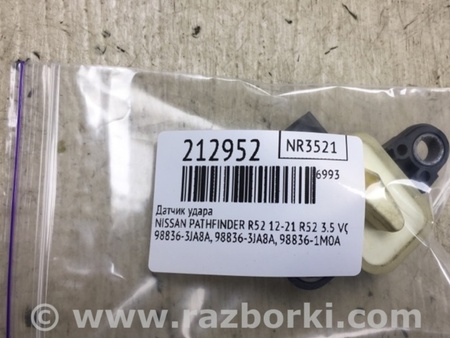 212952
NR3521
6993
Датчик удара
NISSAN PATHFINDER R52 12-21 R52 3.5 V(
98836-3JA8A, 98836-3JA8A, 98836-1M0A
www.razborki.com